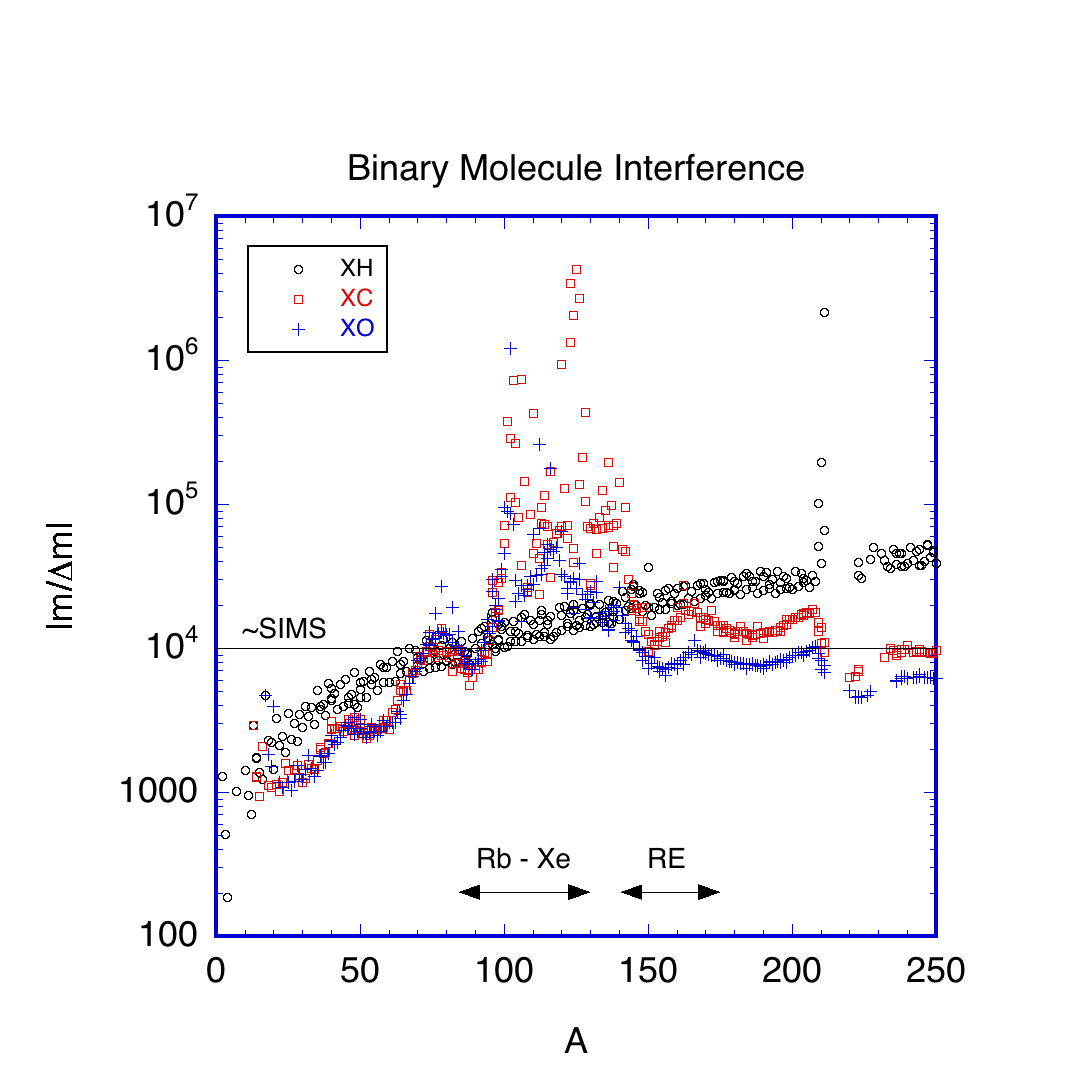 Binary Molecule Interference
10^7
XH
XC
XO
10^6
10^5
lm/Δml
~SIMS
10^4
1000
Rb - Xe RE
100
0 50 100 150 200 250
A